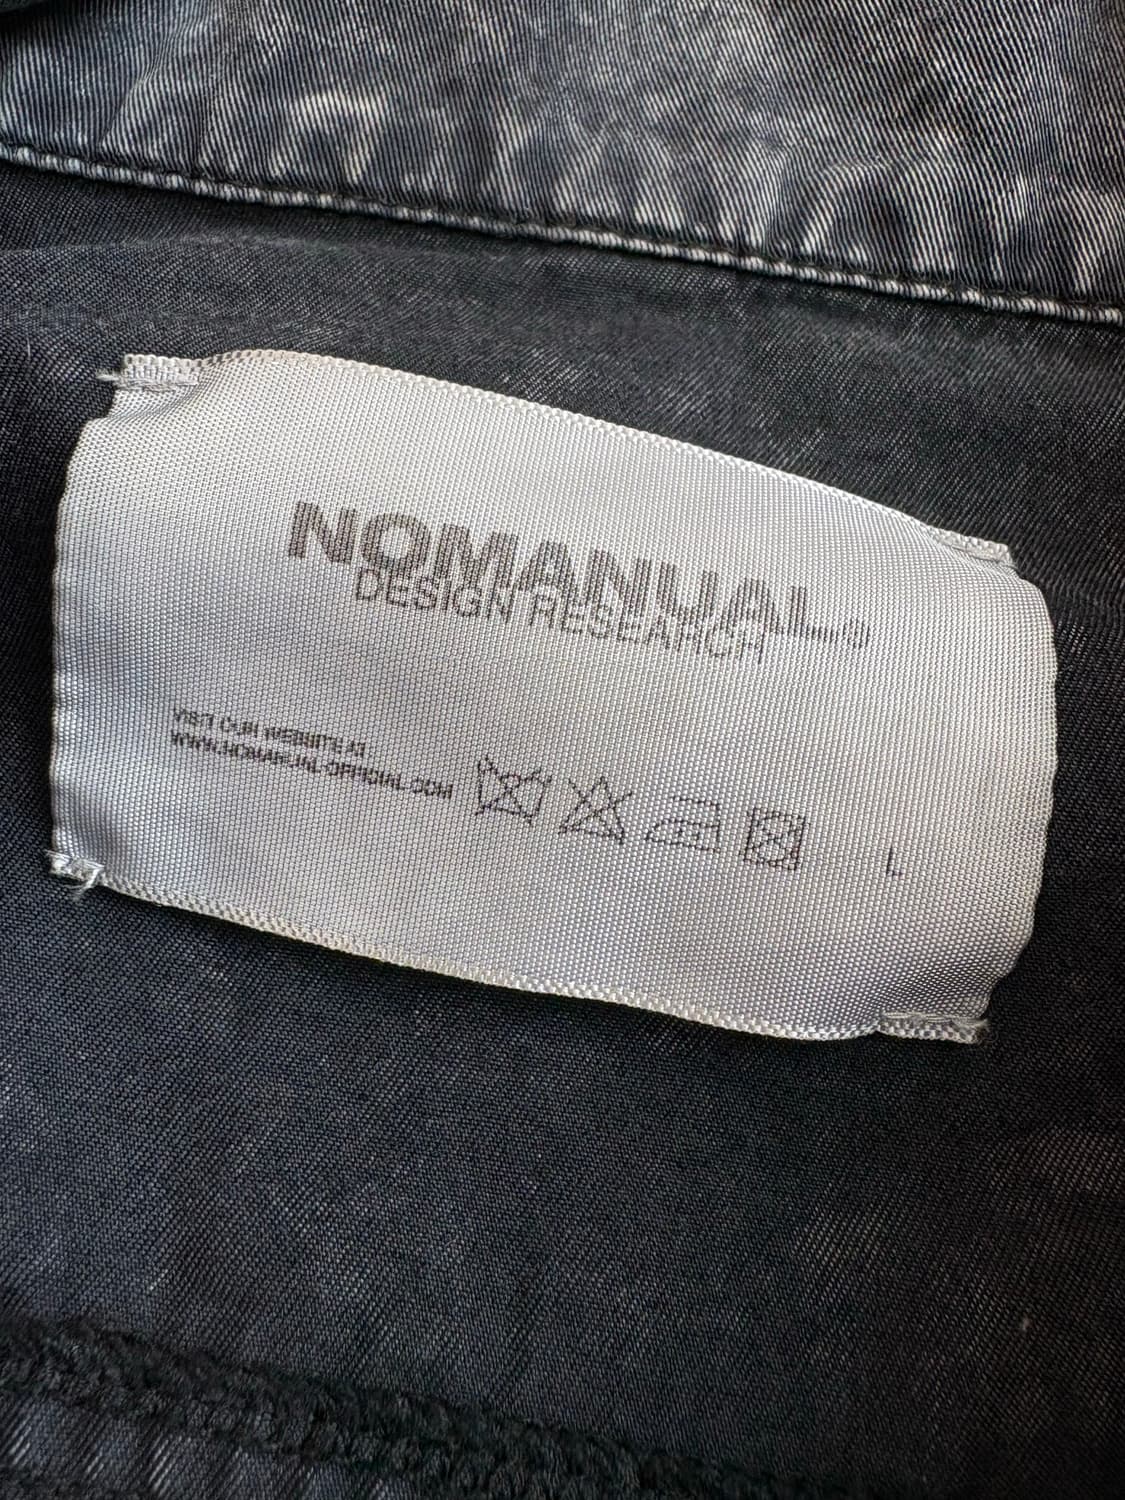 NOMANUAL®
DESIGN RESEARCH
VISIT OUR WEBSITE AT
WWW.NOMANUAL-OFFICIAL.COM
L